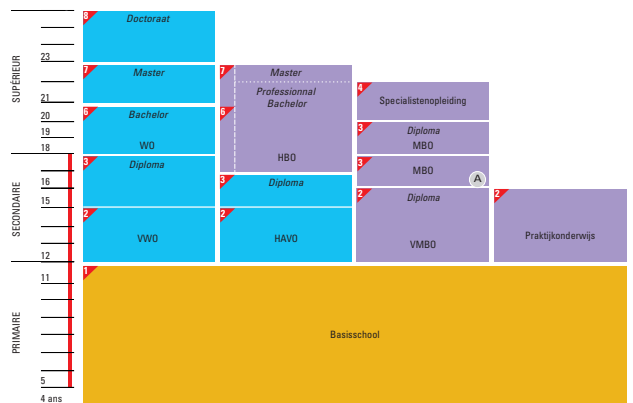 SUPÉRIEUR
SECONDAIRE
PRIMAIRE
23
21
20
19
18
16
15
12
11
5
4 ans
8
Doctoraat
7
Master
6
Bachelor
WO
3
Diploma
2
VWO
7
Master
Professionnal
Bachelor
6
HBO
3
Diploma
2
HAVO
4
Specialistenopleiding
3
Diploma
MBO
3
MBO
A
2
Diploma
VMBO
2
Praktijkonderwijs
1
Basisschool